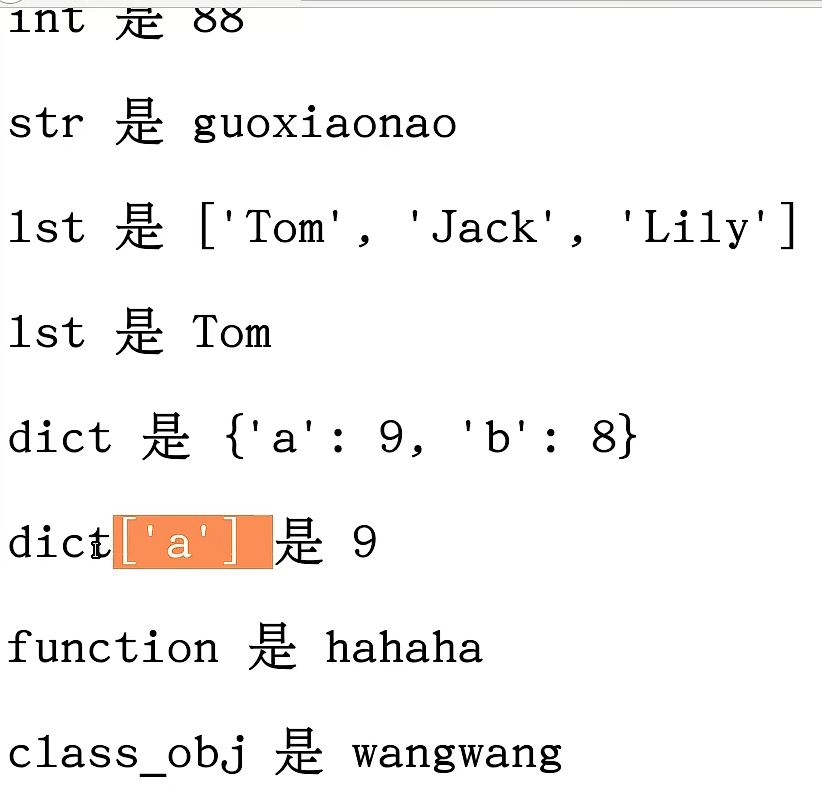 int 是 88
str 是 guoxiaonao
lst 是 ['Tom', 'Jack', 'Lily']
lst 是 Tom
dict 是 {'a': 9, 'b': 8}
dict['a'] 是 9
function 是 hahaha
class_obj 是 wangwang